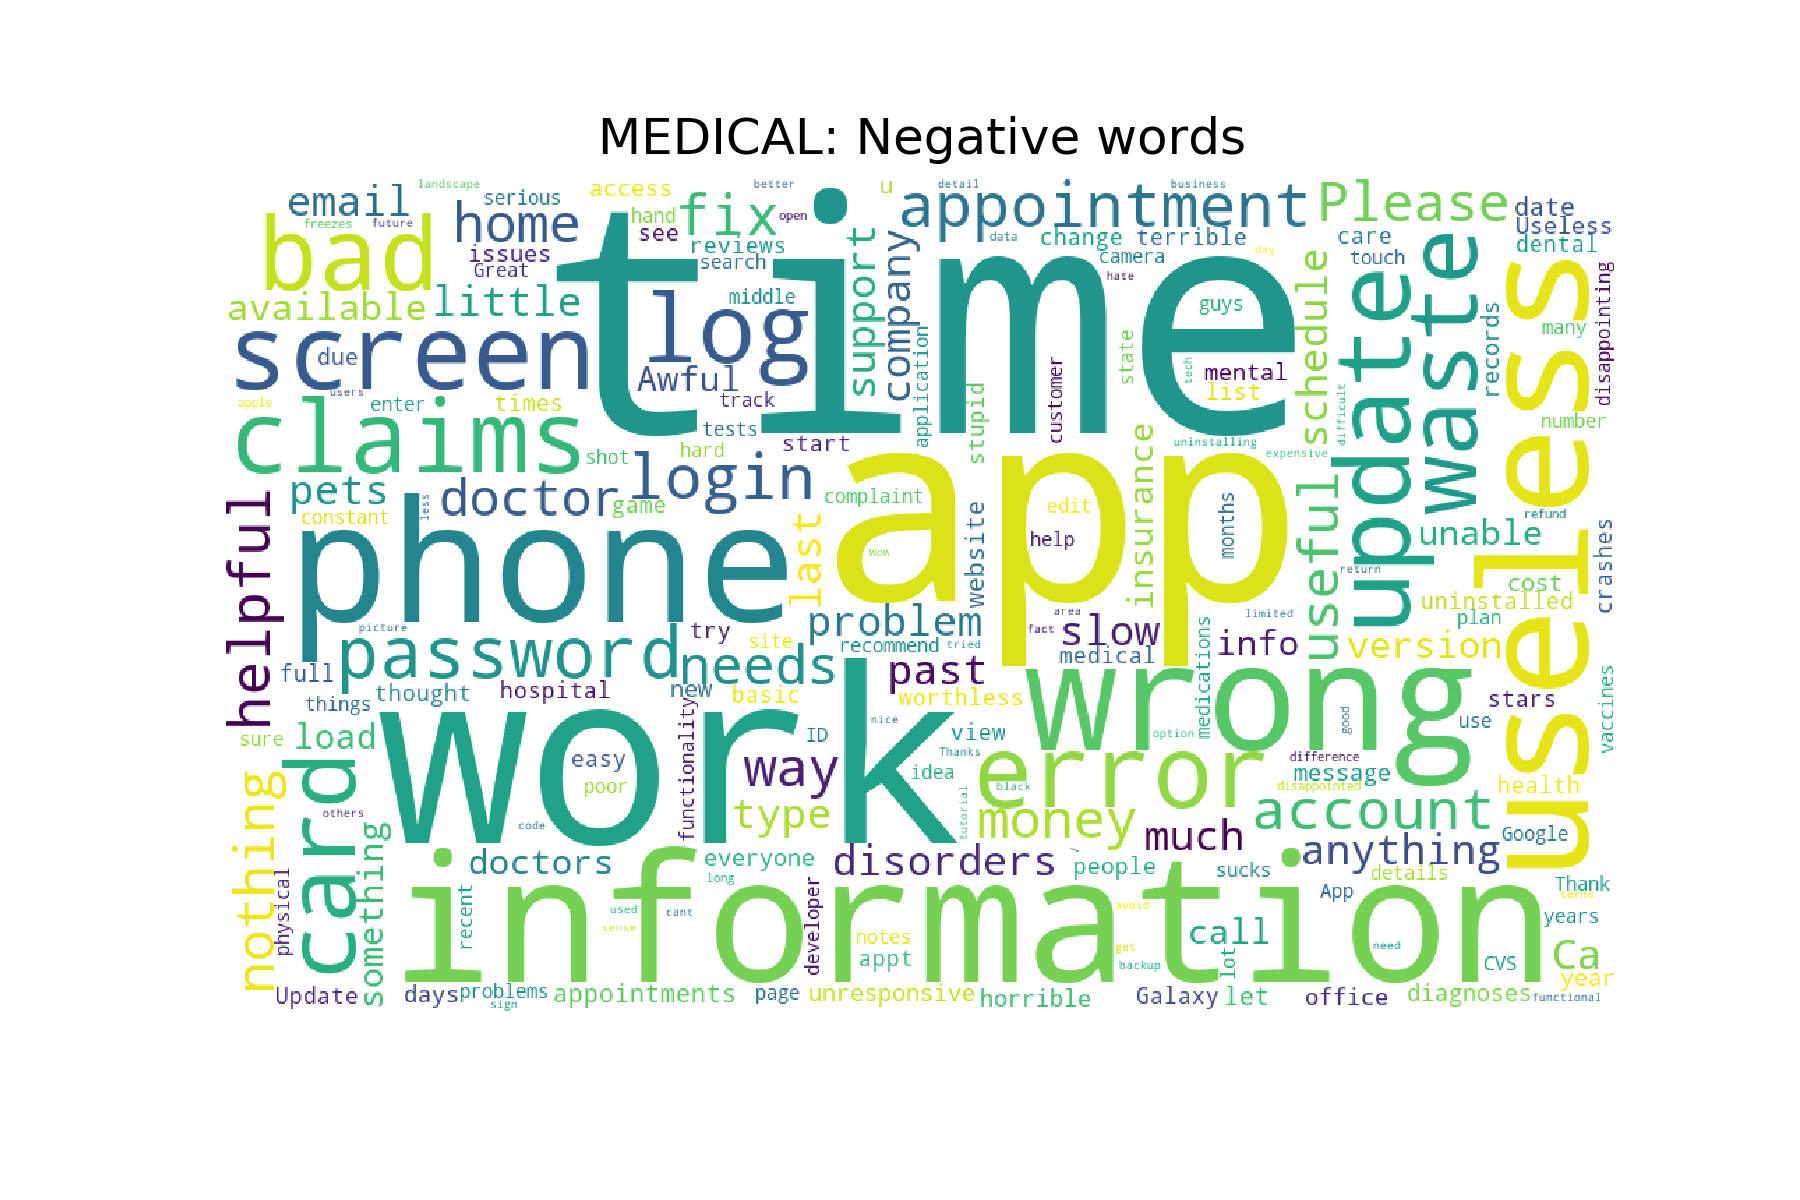 MEDICAL: Negative words
landscape
serious
access
better
u
detail
business
email
hand
fix
open
appointment
Please
date
freezes
future
home
see
reviews
support
company
data
change
terrible
care
Useless
issues
Great
search
camera
day
touch
dental
bad
time
hate
available
little
middle
guys
schedule
update
waste
records
many
disappointing
useless
screen
due
log
Awful
application
state
tech
mental
list
users
track
customer
apple
enter
times
stupid
difficult
number
claims
tests
start
uninstalling
expensive
shot
hard
login
app
pets
less
doctor
game
complaint
insurance
edit
months
refund
constant
phone
last
wow
website
help
useful
unable
crashes
helpful
return
cost
uninstalled
picture
try
problem
area
limited
plan
password
site
recommend
tried
fact
slow
medical
medications
info
version
full
needs
past
things
thought
hospital
new
basic
worthless
wrong
stars
vaccines
sure
load
work
functionality
ID
nice
view
Thanks
option
good
use
easy
poor
way
idea
error
difference
message
health
nothing
card
others
code
type
tutorial
black
money
disappointed
account
much
Google
something
doctors
everyone
disorders
people
sucks
anything
details
physical
long
developer
App
Thank
terms
recent
information
used
sense
cant
avoid
years
notes
appt
get
call
lot
need
Ca
backup
CVS
year
Update
days
problems
sign
appointments
page
unresponsive
horrible
Galaxy
let
office
diagnoses
functional